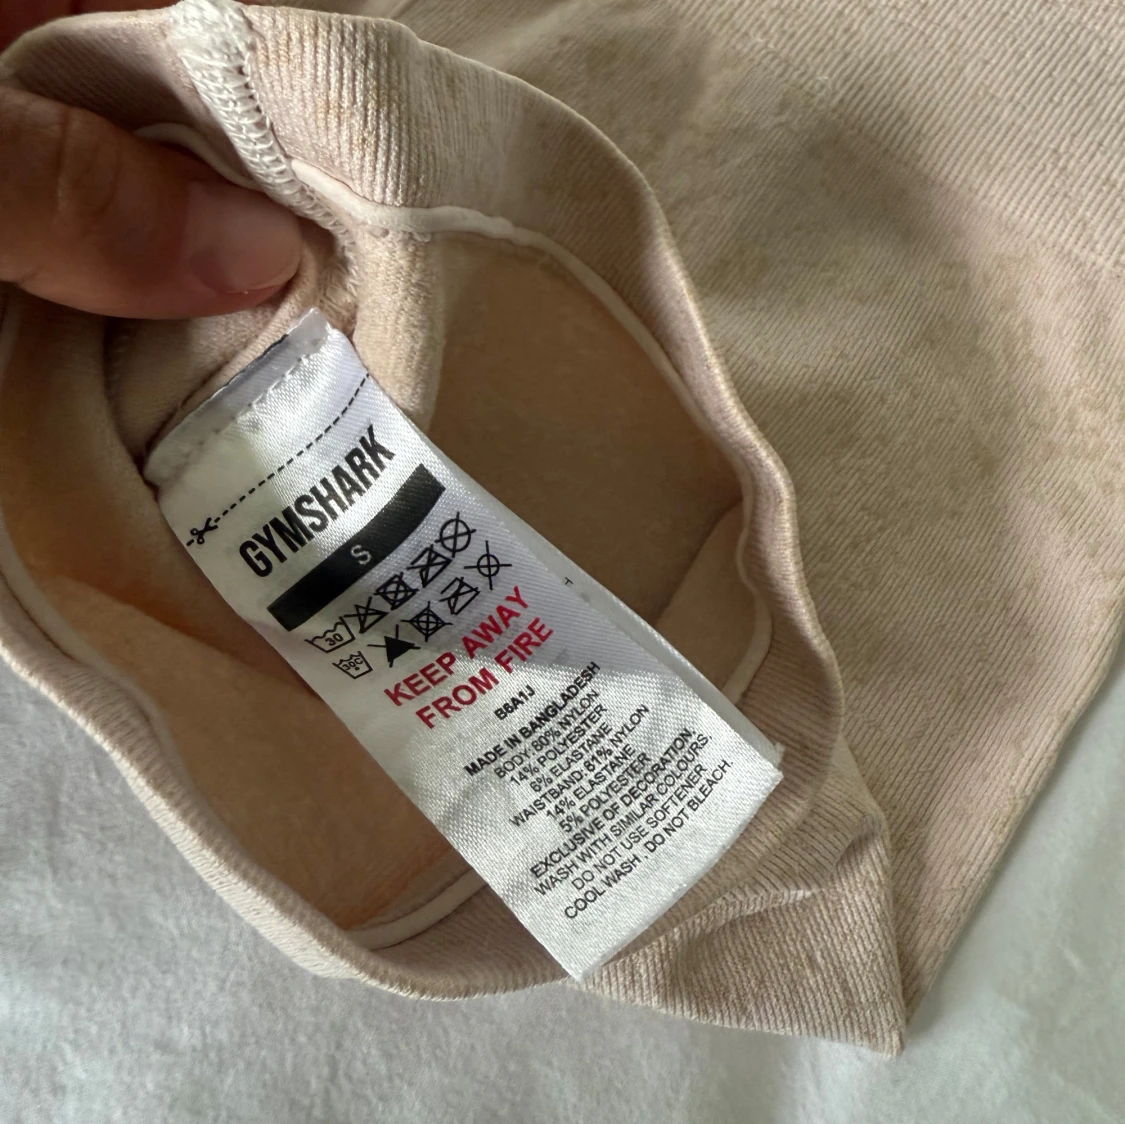 GYMSHARK
S
30
30C
KEEP AWAY
FROM FIRE
B6A1J
MADE IN BANGLADESH
BODY: 80% NYLON
14% POLYESTER
6% ELASTANE
WAISTBAND: 81% NYLON
14% ELASTANE
5% POLYESTER
EXCLUSIVE OF DECORATION.
WASH WITH SIMILAR COLOURS.
DO NOT USE SOFTENER.
COOL WASH , DO NOT BLEACH.